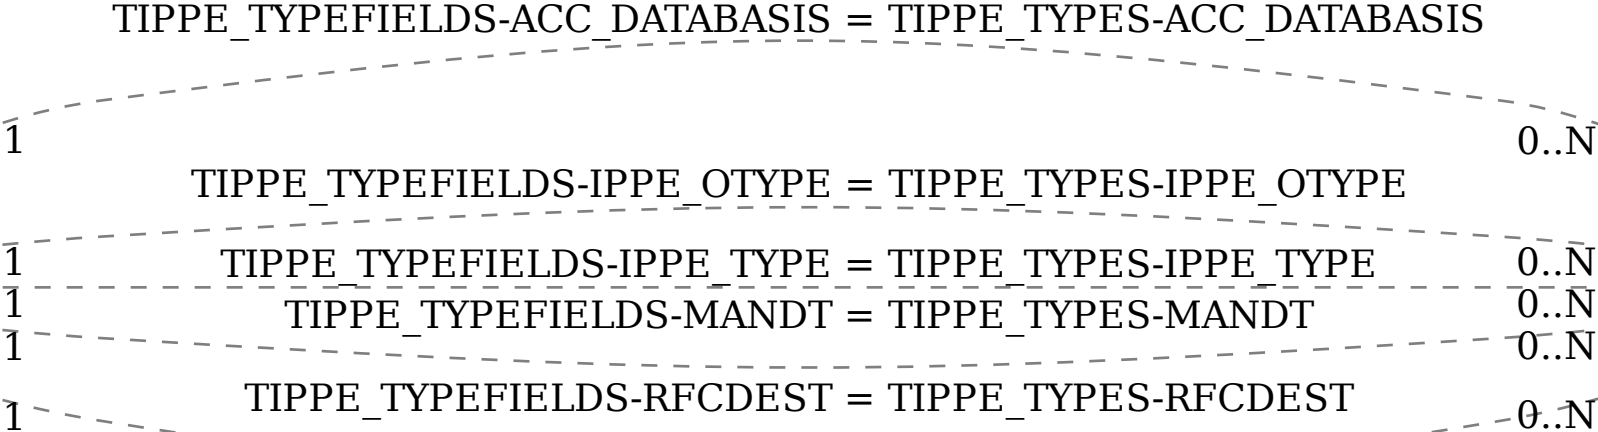 TIPPE_TYPEFIELDS-ACC_DATABASIS = TIPPE_TYPES-ACC_DATABASIS
1 0..N
TIPPE_TYPEFIELDS-IPPE_OTYPE = TIPPE_TYPES-IPPE_OTYPE
1 TIPPE_TYPEFIELDS-IPPE_TYPE = TIPPE_TYPES-IPPE_TYPE 0..N
1 TIPPE_TYPEFIELDS-MANDT = TIPPE_TYPES-MANDT 0..N
1 0..N
1 TIPPE_TYPEFIELDS-RFCDEST = TIPPE_TYPES-RFCDEST 0..N